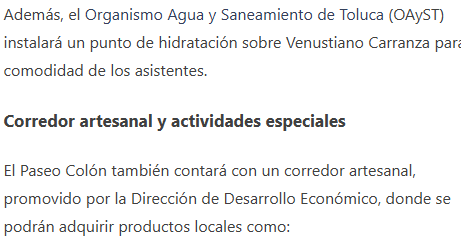 Además, el Organismo Agua y Saneamiento de Toluca (OAyST)
instalará un punto de hidratación sobre Venustiano Carranza para
comodidad de los asistentes.
Corredor artesanal y actividades especiales
El Paseo Colón también contará con un corredor artesanal,
promovido por la Dirección de Desarrollo Económico, donde se
podrán adquirir productos locales como: